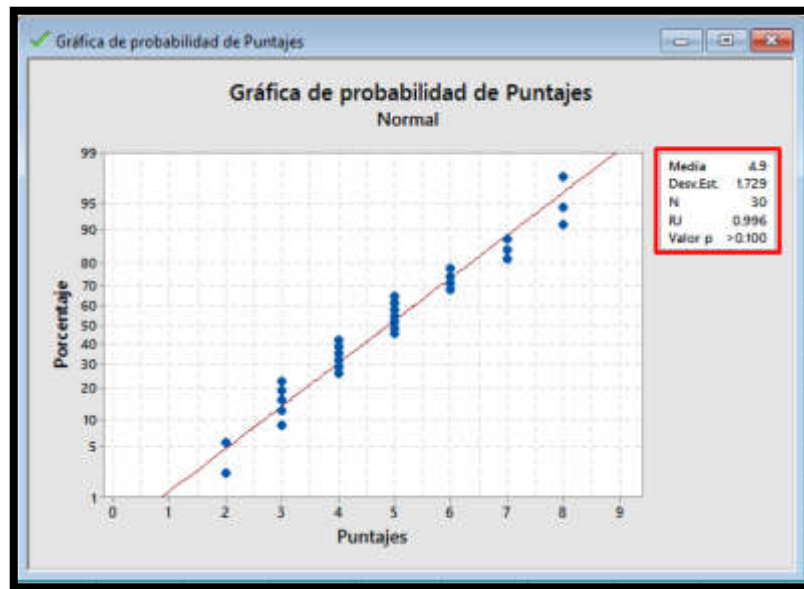 Gráfica de probabilidad de Puntajes
Gráfica de probabilidad de Puntajes
Normal
99
95
90
80
70
60
50
40
30
20
10
5
1
Porcentaje
0 1 2 3 4 5 6 7 8 9
Puntajes
Media 4.9
Desv.Est. 1.729
N 30
RJ 0.996
Valor p >0.100